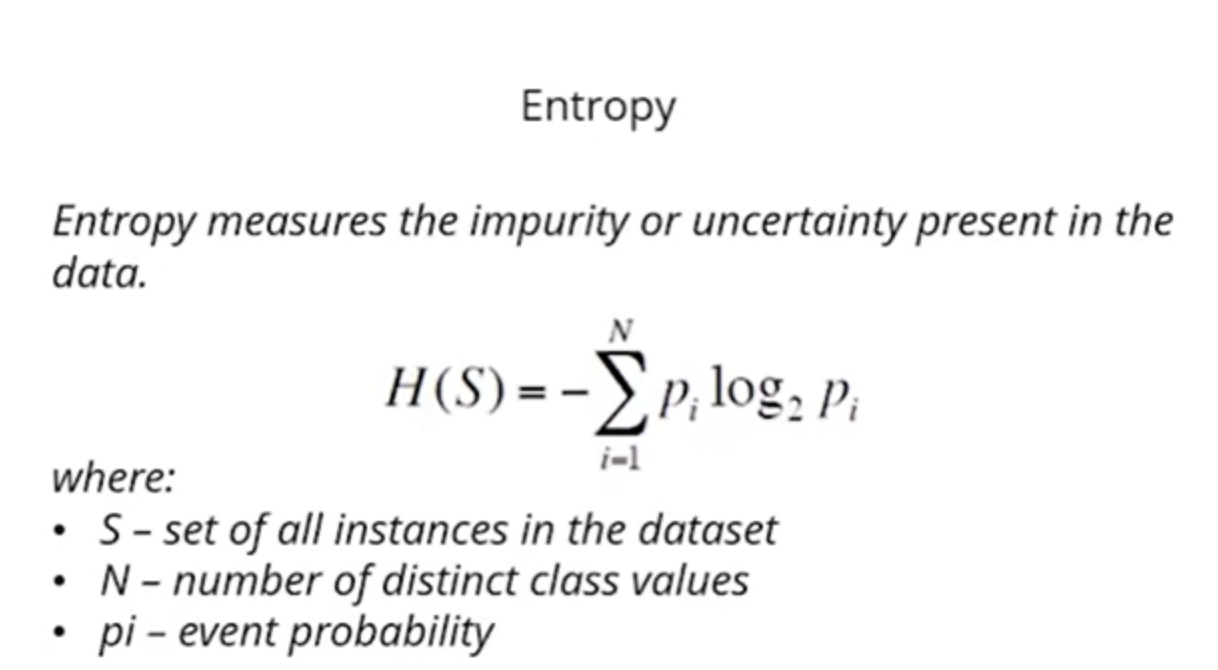 Entropy
Entropy measures the impurity or uncertainty present in the
data.
H(S) = -∑_{i=1}^{N} p_i log_2 p_i
where:
• S – set of all instances in the dataset
• N – number of distinct class values
• pi – event probability